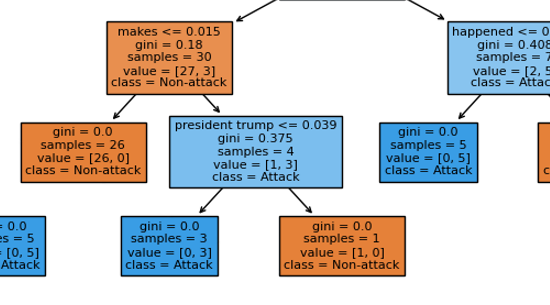 makes <= 0.015
gini = 0.18
samples = 30
value = [27, 3]
class = Non-attack
happened <= 0
gini = 0.408
samples = 7
value = [2, 5
class = Attac
gini = 0.0
samples = 26
value = [26, 0]
class = Non-attack
president trump <= 0.039
gini = 0.375
samples = 4
value = [1, 3]
class = Attack
gini = 0.0
samples = 5
value = [0, 5]
class = Attack
= 0.0
es = 5
= [0, 5]
Attack
gini = 0.0
samples = 3
value = [0, 3]
class = Attack
gini = 0.0
samples = 1
value = [1, 0]
class = Non-attack